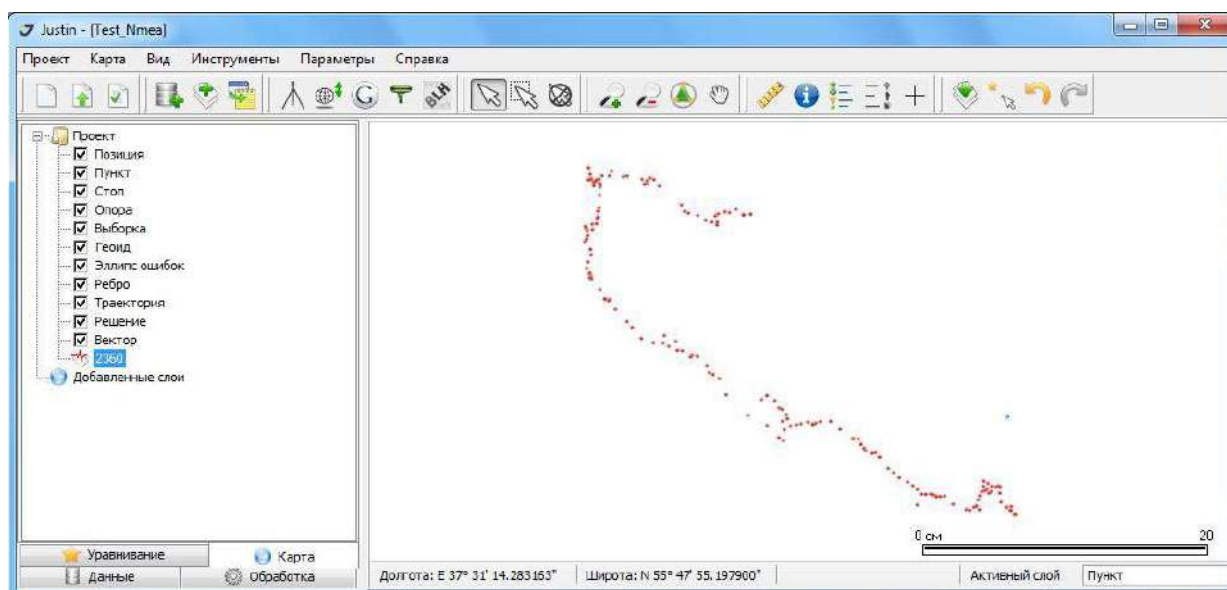 Justin - [Test_Nmea]
Проект Карта Вид Инструменты Параметры Справка
BLH
Проект
Позиция
Пункт
Стоп
Опора
Выборка
Геоид
Эллипс ошибок
Ребро
Траектория
Решение
Вектор
2360
Добавленные слои
0 см 20
Уравнивание Карта
Данные Обработка
Долгота: E 37° 31' 14.283163" Широта: N 55° 47' 55.197900" Активный слой Пункт